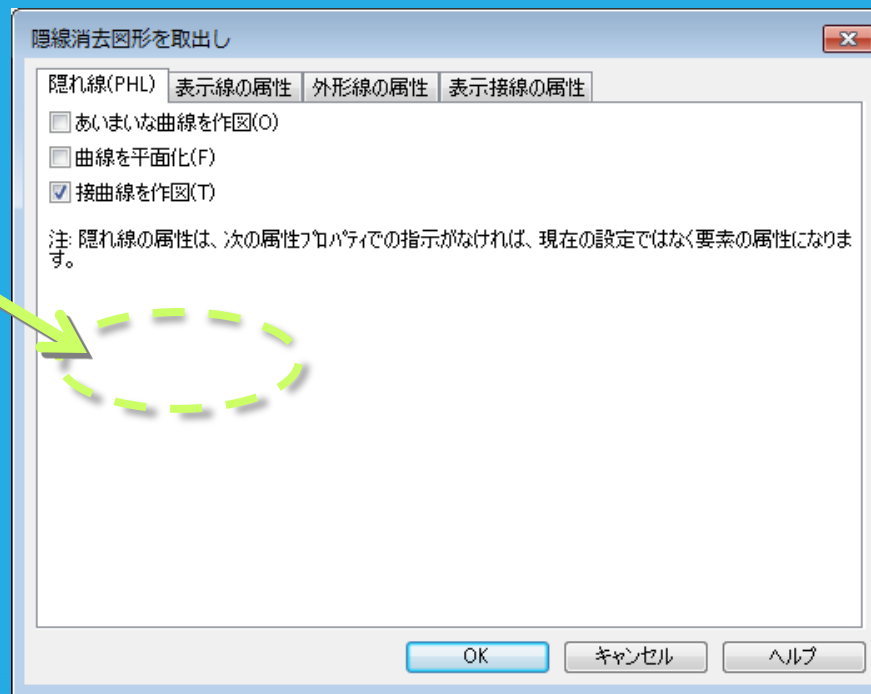 隠線消去図形を取出し
隠れ線(PHL) 表示線の属性 外形線の属性 表示接線の属性
あいまいな曲線を作図(O)
曲線を平面化(F)
接曲線を作図(T)
注: 隠れ線の属性は、次の属性プロパティでの指示がなければ、現在の設定ではなく要素の属性になりま
す。
OK キャンセル ヘルプ